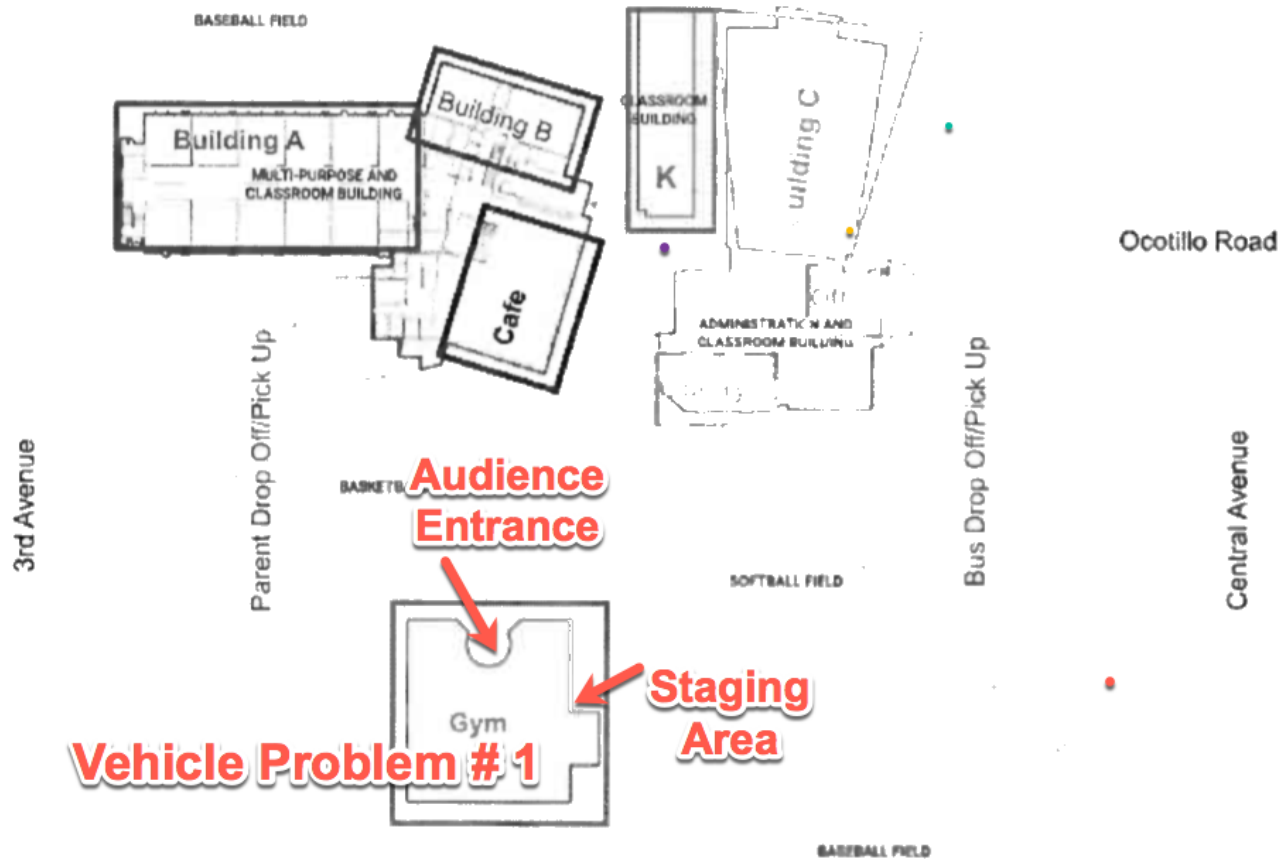 BASEBALL FIELD
Building A
MULTI-PURPOSE AND
CLASSROOM BUILDING
Building B
CLASSROOM
BUILDING
K
uilding C
Ocotillo Road
Cafe
ADMINISTRATION AND
CLASSROOM BUILDING
3rd Avenue
Parent Drop Off/Pick Up
Bus Drop Off/Pick Up
Central Avenue
BASKETB
Audience
Entrance
SOFTBALL FIELD
Gym
Staging
Area
Vehicle Problem # 1
BASEBALL FIELD